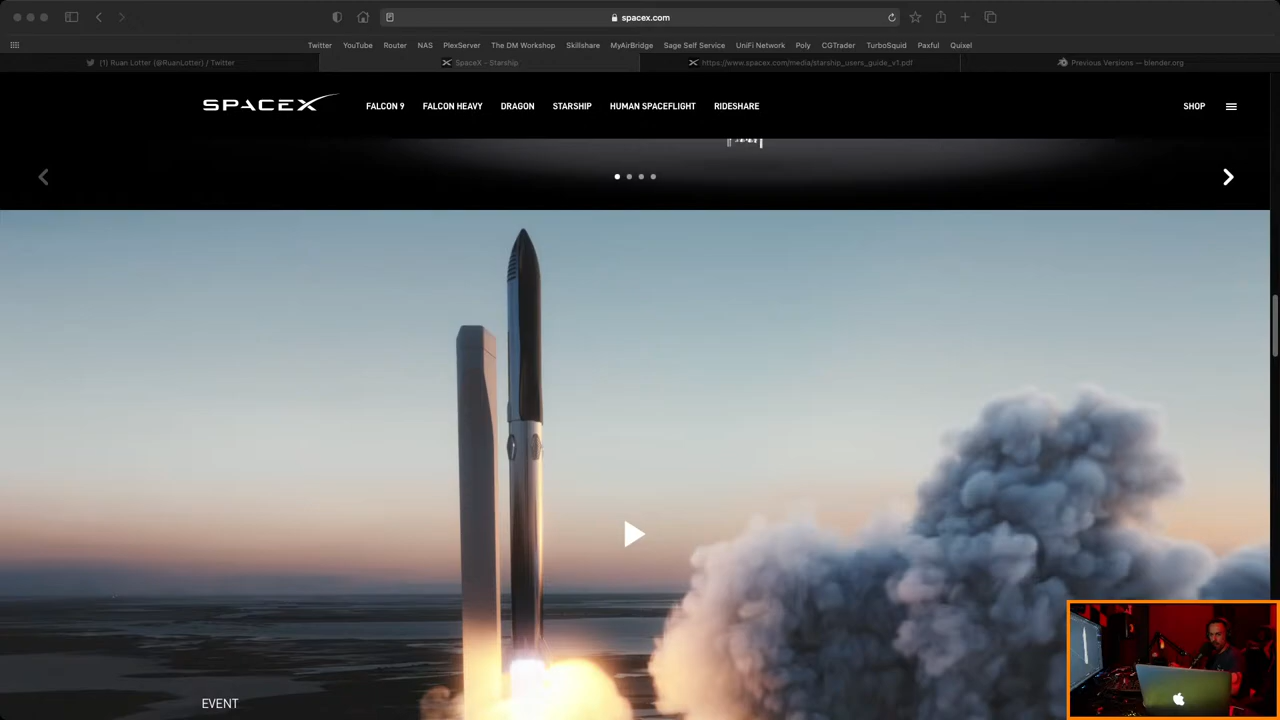 spacex.com
Twitter YouTube Router NAS PlexServer The DM Workshop Skillshare MyAirBridge Sage Self Service UniFi Network Poly CGTrader TurboSquid Paxful Quixel
(1) Ruan Lotter (@RuanLotter) / Twitter SpaceX - Starship https://www.spacex.com/media/starship_users_guide_v1.pdf Previous Versions — blender.org
SPACEX FALCON 9 FALCON HEAVY DRAGON STARSHIP HUMAN SPACEFLIGHT RIDESHARE SHOP
EVENT